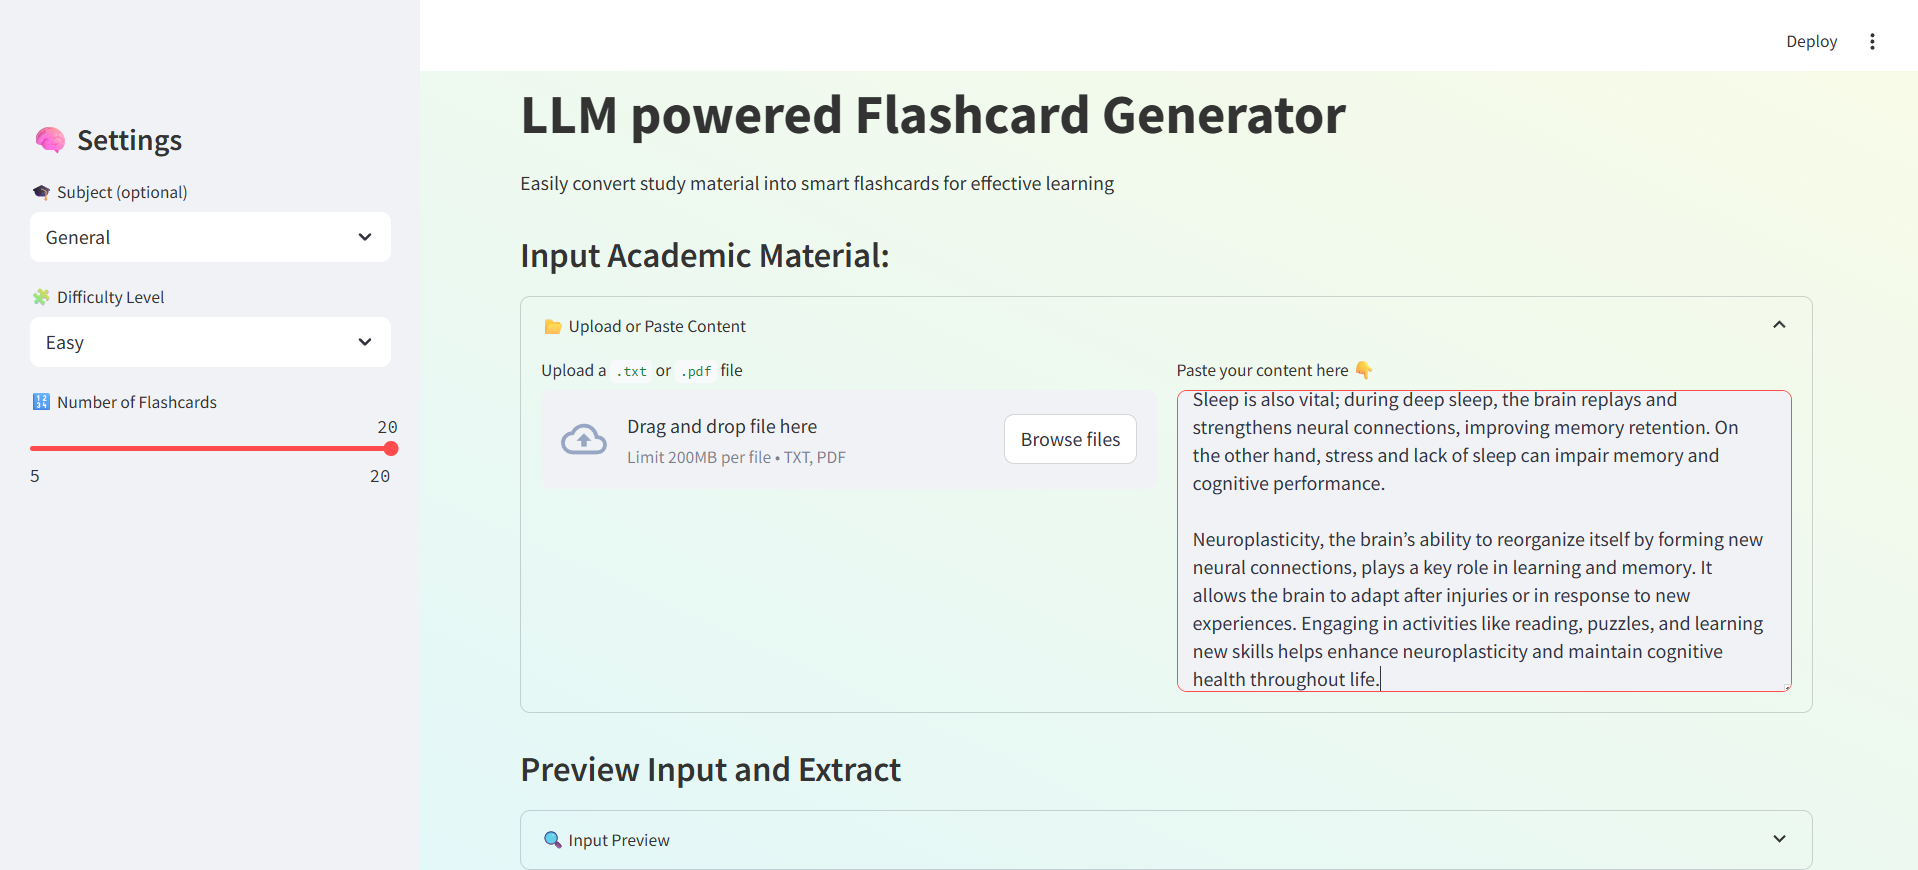 Deploy
Settings
Subject (optional)
General
Difficulty Level
Easy
Number of Flashcards
20
5
20
LLM powered Flashcard Generator
Easily convert study material into smart flashcards for effective learning
Input Academic Material:
Upload or Paste Content
Upload a .txt or .pdf file
Drag and drop file here
Limit 200MB per file • TXT, PDF
Browse files
Paste your content here
Sleep is also vital; during deep sleep, the brain replays and
strengthens neural connections, improving memory retention. On
the other hand, stress and lack of sleep can impair memory and
cognitive performance.
Neuroplasticity, the brain’s ability to reorganize itself by forming new
neural connections, plays a key role in learning and memory. It
allows the brain to adapt after injuries or in response to new
experiences. Engaging in activities like reading, puzzles, and learning
new skills helps enhance neuroplasticity and maintain cognitive
health throughout life.
Preview Input and Extract
Input Preview